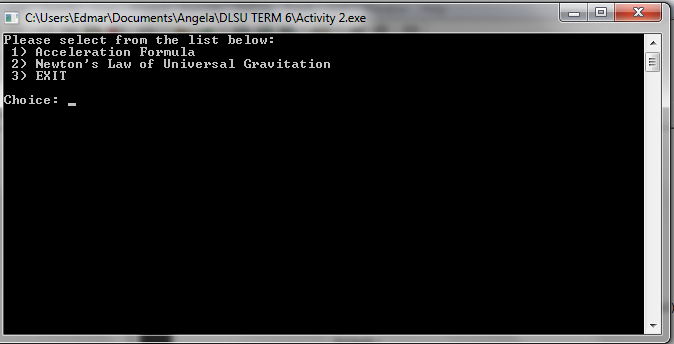 C:\Users\Edmar\Documents\Angela\DLSU TERM 6\Activity 2.exe
Please select from the list below:
1) Acceleration Formula
2) Newton's Law of Universal Gravitation
3) EXIT
Choice: _